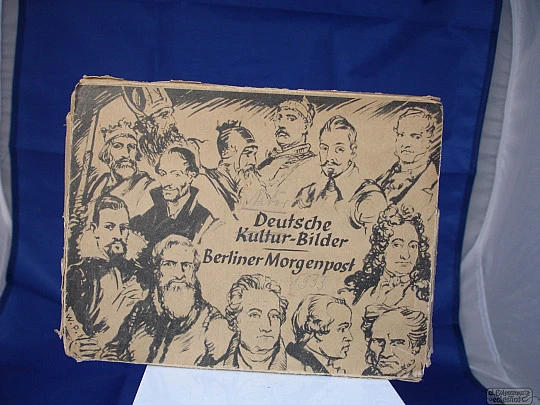 Deutsche
Kultur-Bilder
Berliner Morgenpost